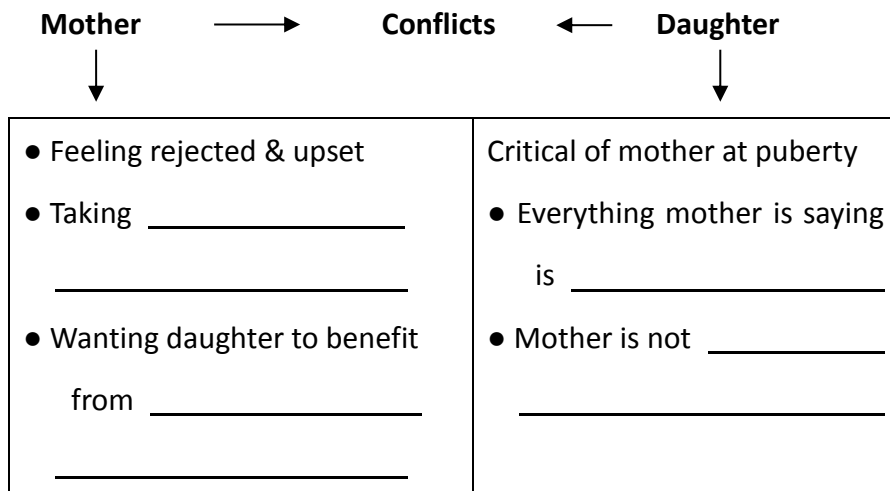 Mother Conflicts Daughter
● Feeling rejected & upset
● Taking
● Wanting daughter to benefit
from
Critical of mother at puberty
● Everything mother is saying
is
● Mother is not